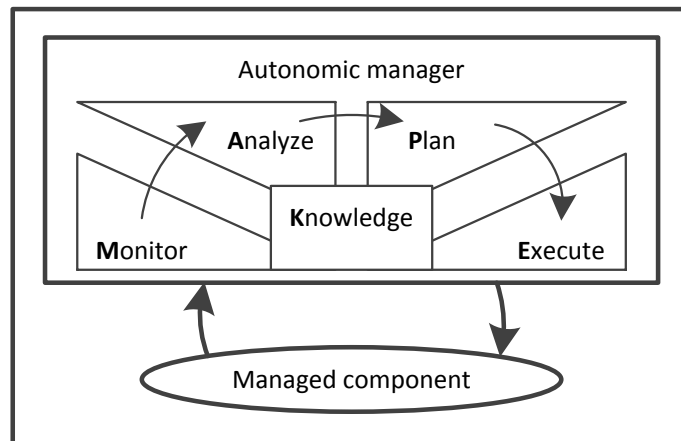 Autonomic manager
Analyze
Plan
Knowledge
Monitor
Execute
Managed component